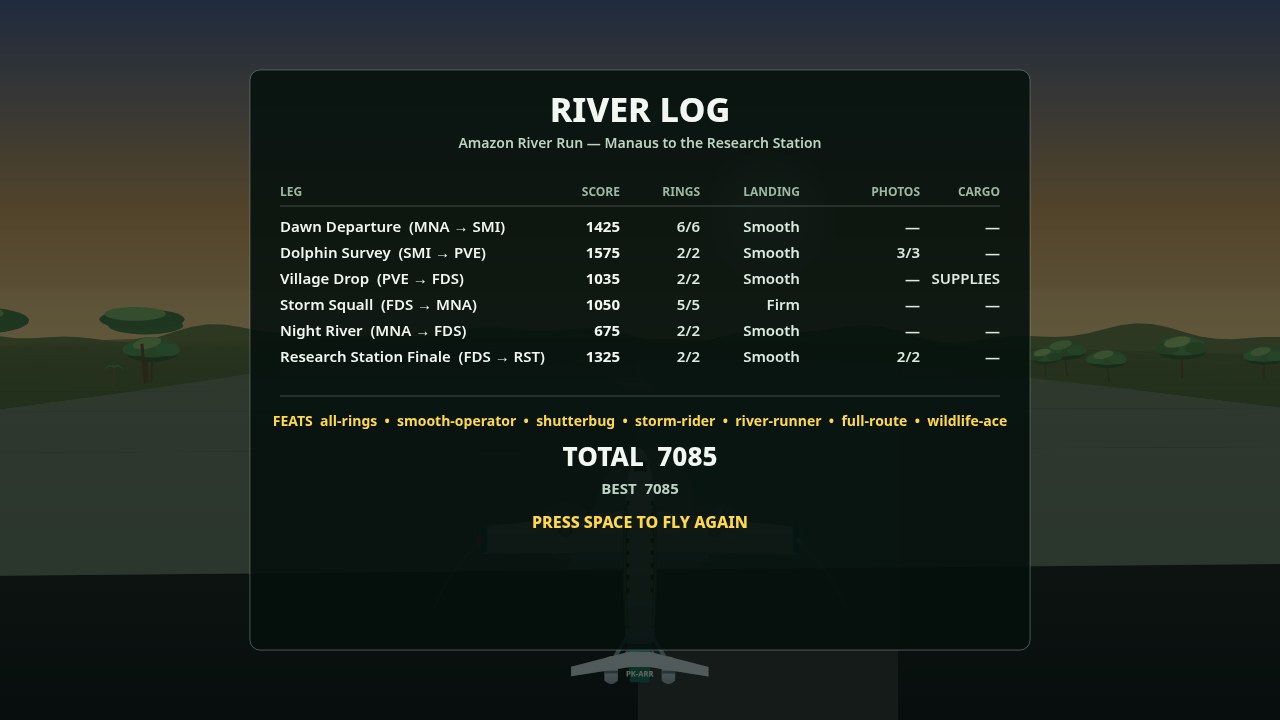 RIVER LOG
Amazon River Run — Manaus to the Research Station
LEG SCORE RINGS LANDING PHOTOS CARGO
Dawn Departure (MNA → SMI) 1425 6/6 Smooth — —
Dolphin Survey (SMI → PVE) 1575 2/2 Smooth 3/3 —
Village Drop (PVE → FDS) 1035 2/2 Smooth — SUPPLIES
Storm Squall (FDS → MNA) 1050 5/5 Firm — —
Night River (MNA → FDS) 675 2/2 Smooth — —
Research Station Finale (FDS → RST) 1325 2/2 Smooth 2/2 —
FEATS all-rings • smooth-operator • shutterbug • storm-rider • river-runner • full-route • wildlife-ace
TOTAL 7085
BEST 7085
PRESS SPACE TO FLY AGAIN
PK-ARR